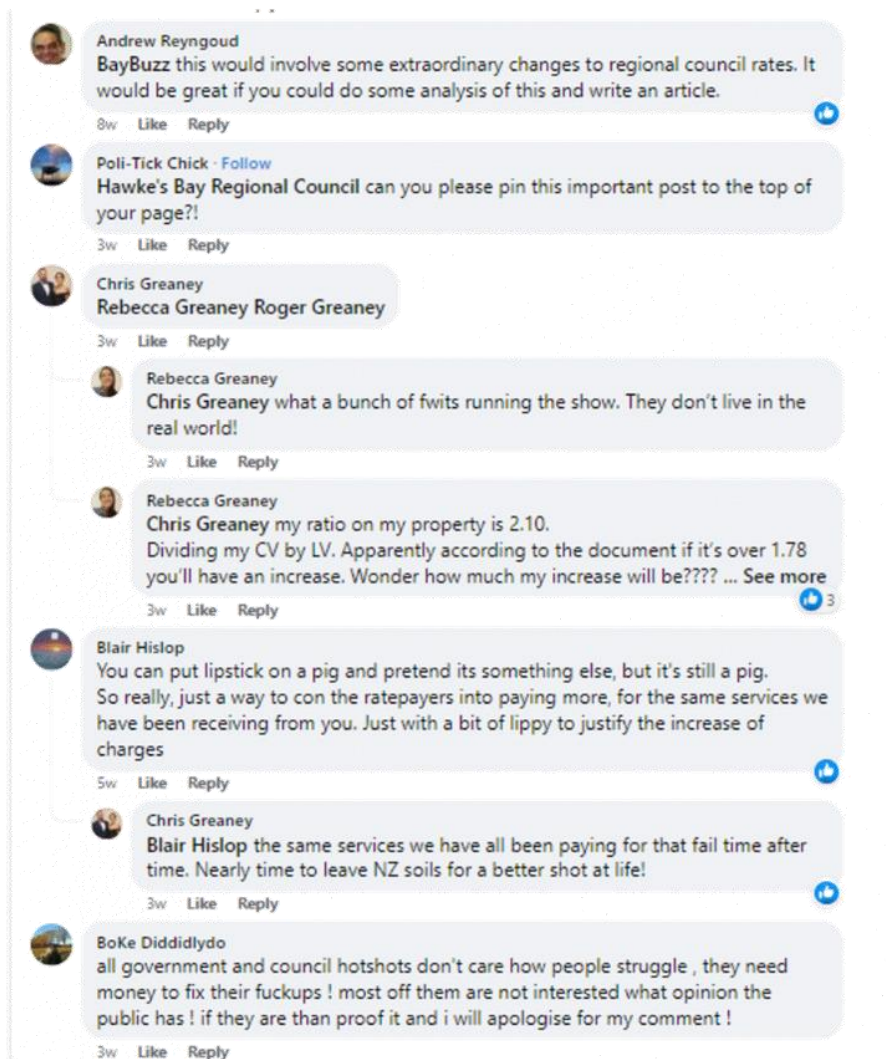 Andrew Reyngoud
BayBuzz this would involve some extraordinary changes to regional council rates. It
would be great if you could do some analysis of this and write an article.
8w Like Reply
Poli-Tick Chick · Follow
Hawke's Bay Regional Council can you please pin this important post to the top of
your page?!
3w Like Reply
Chris Greaney
Rebecca Greaney Roger Greaney
3w Like Reply
Rebecca Greaney
Chris Greaney what a bunch of fwits running the show. They don't live in the
real world!
3w Like Reply
Rebecca Greaney
Chris Greaney my ratio on my property is 2.10.
Dividing my CV by LV. Apparently according to the document if it's over 1.78
you'll have an increase. Wonder how much my increase will be???? ... See more
3
3w Like Reply
Blair Hislop
You can put lipstick on a pig and pretend its something else, but it's still a pig.
So really, just a way to con the ratepayers into paying more, for the same services we
have been receiving from you. Just with a bit of lippy to justify the increase of
charges
5w Like Reply
Chris Greaney
Blair Hislop the same services we have all been paying for that fail time after
time. Nearly time to leave NZ soils for a better shot at life!
3w Like Reply
BoKe Diddidlydo
all government and council hotshots don't care how people struggle , they need
money to fix their fuckups ! most off them are not interested what opinion the
public has ! if they are than proof it and i will apologise for my comment !
3w Like Reply